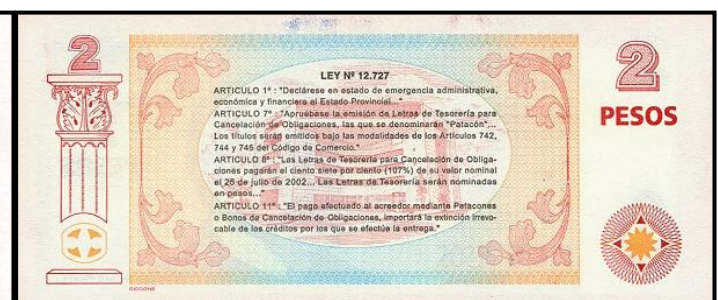 2
2
PESOS
LEY Nº 12.727
ARTICULO 1º : "Declárese en estado de emergencia administrativa,
económica y financiera al Estado Provincial..."
ARTICULO 7º : "Apruébase la emisión de Letras de Tesorería para
Cancelación de Obligaciones, las que se denominarán "Patacón"...
Los títulos serán emitidos bajo las modalidades de los Artículos 742,
744 y 745 del Código de Comercio."
ARTICULO 8º : "Las Letras de Tesorería para Cancelación de Obliga-
ciones pagarán el ciento siete por ciento (107%) de su valor nominal
el 25 de julio de 2002... Las Letras de Tesorería serán nominadas
en pesos..."
ARTICULO 11º : "El pago efectuado al acreedor mediante Patacones
o Bonos de Cancelación de Obligaciones, importará la extinción irrevo-
cable de los créditos por los que se efectúe la entrega."
CICCONE